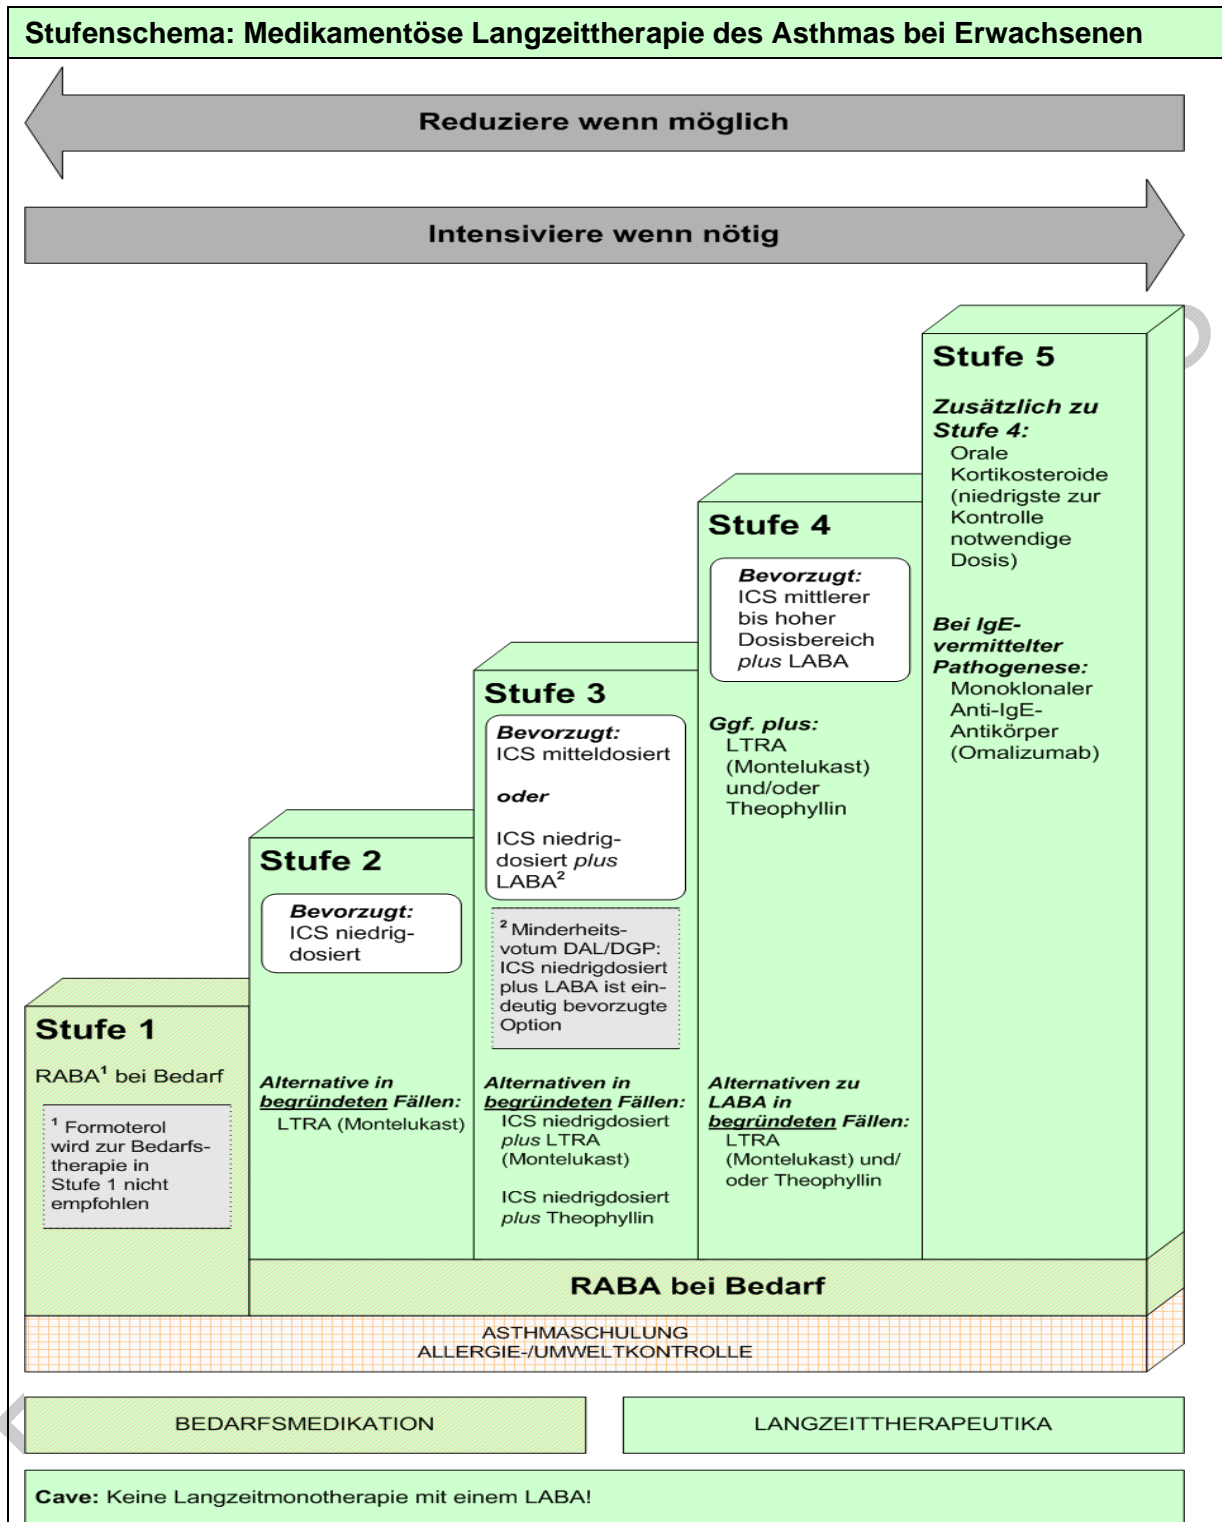 Stufenschema: Medikamentöse Langzeittherapie des Asthmas bei Erwachsenen
Reduziere wenn möglich
Intensiviere wenn nötig
Stufe 1
RABA¹ bei Bedarf
¹ Formoterol
wird zur Bedarfs-
therapie in
Stufe 1 nicht
empfohlen
Stufe 2
Bevorzugt:
ICS niedrig-
dosiert
Alternative in
begründeten Fällen:
LTRA (Montelukast)
Stufe 3
Bevorzugt:
ICS mitteldosiert
oder
ICS niedrig-
dosiert plus
LABA²
² Minderheits-
votum DAL/DGP:
ICS niedrigdosiert
plus LABA ist ein-
deutig bevorzugte
Option
Alternativen in
begründeten Fällen:
ICS niedrigdosiert
plus LTRA
(Montelukast)
ICS niedrigdosiert
plus Theophyllin
Stufe 4
Bevorzugt:
ICS mittlerer
bis hoher
Dosisbereich
plus LABA
Ggf. plus:
LTRA
(Montelukast)
und/oder
Theophyllin
Alternativen zu
LABA in
begründeten Fällen:
LTRA
(Montelukast) und/
oder Theophyllin
Stufe 5
Zusätzlich zu
Stufe 4:
Orale
Kortikosteroide
(niedrigste zur
Kontrolle
notwendige
Dosis)
Bei IgE-
vermittelter
Pathogenese:
Monoklonaler
Anti-IgE-
Antikörper
(Omalizumab)
RABA bei Bedarf
ASTHMASCHULUNG
ALLERGIE-/UMWELTKONTROLLE
BEDARFSMEDIKATION
LANGZEITTHERAPEUTIKA
Cave: Keine Langzeitmonotherapie mit einem LABA!